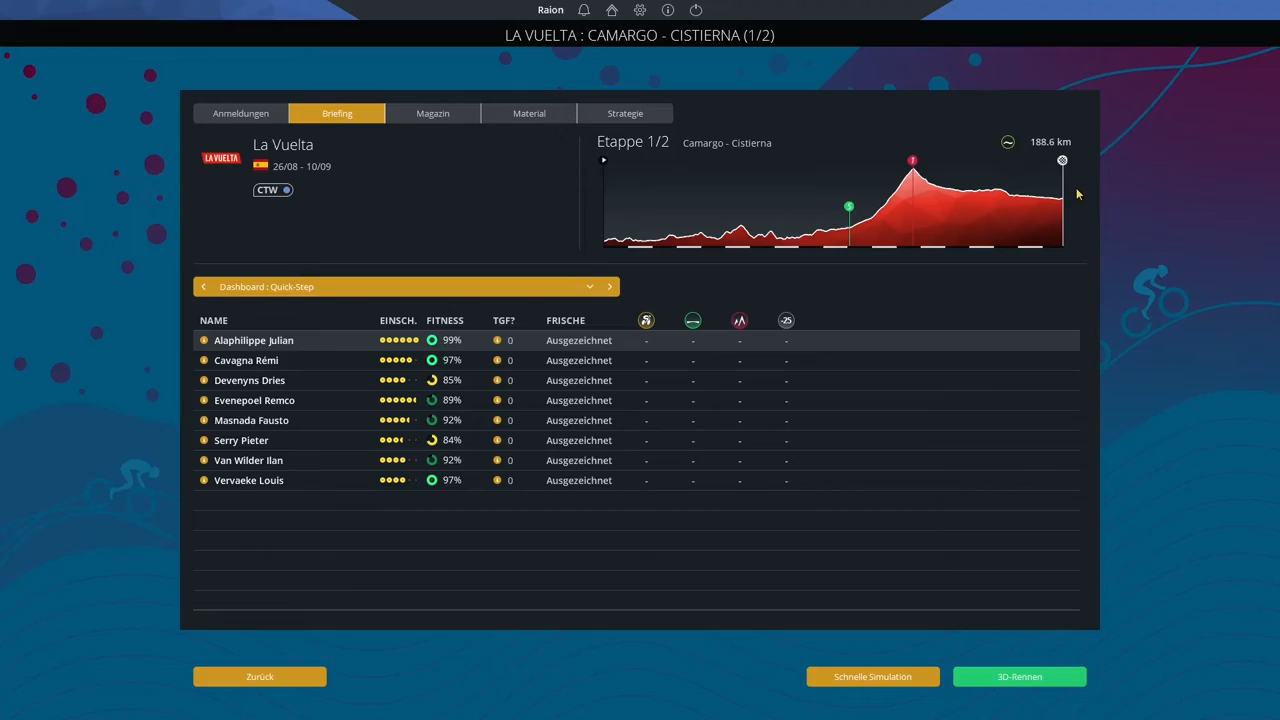 Raion
LA VUELTA : CAMARGO - CISTIERNA (1/2)
Anmeldungen Briefing Magazin Material Strategie
La Vuelta
LA VUELTA
26/08 - 10/09
CTW
Etappe 1/2 Camargo - Cistierna 188.6 km
1
S
Dashboard : Quick-Step
NAME EINSCH. FITNESS TGF? FRISCHE -25
Alaphilippe Julian 99% 0 Ausgezeichnet - - - -
Cavagna Rémi 97% 0 Ausgezeichnet - - - -
Devenyns Dries 85% 0 Ausgezeichnet - - - -
Evenepoel Remco 89% 0 Ausgezeichnet - - - -
Masnada Fausto 92% 0 Ausgezeichnet - - - -
Serry Pieter 84% 0 Ausgezeichnet - - - -
Van Wilder Ilan 92% 0 Ausgezeichnet - - - -
Vervaeke Louis 97% 0 Ausgezeichnet - - - -
Zurück Schnelle Simulation 3D-Rennen